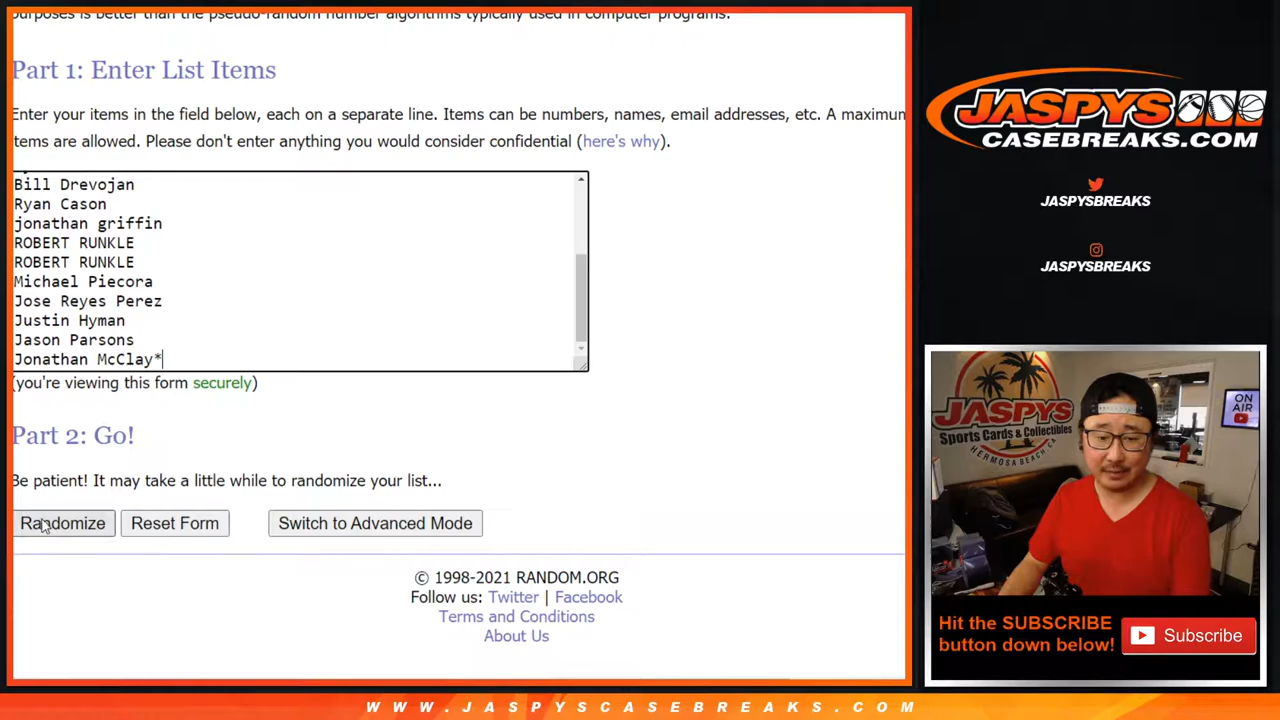 purposes is better than the pseudo-random number algorithms typically used in computer programs.
Part 1: Enter List Items
Enter your items in the field below, each on a separate line. Items can be numbers, names, email addresses, etc. A maximum
items are allowed. Please don't enter anything you would consider confidential (here's why).
Bill Drevojan
Ryan Cason
jonathan griffin
ROBERT RUNKLE
ROBERT RUNKLE
Michael Piecora
Jose Reyes Perez
Justin Hyman
Jason Parsons
Jonathan McClay*
(you're viewing this form securely)
Part 2: Go!
Be patient! It may take a little while to randomize your list...
Randomize
Reset Form
Switch to Advanced Mode
© 1998-2021 RANDOM.ORG
Follow us: Twitter | Facebook
Terms and Conditions
About Us
JASPYS
CASEBREAKS.COM
JASPYSBREAKS
JASPYSBREAKS
JASPYS
Sports Cards & Collectibles
HERMOSA BEACH, CA
ON
AIR
Hit the SUBSCRIBE
button down below!
Subscribe
WWW.JASPYSCASEBREAKS.COM